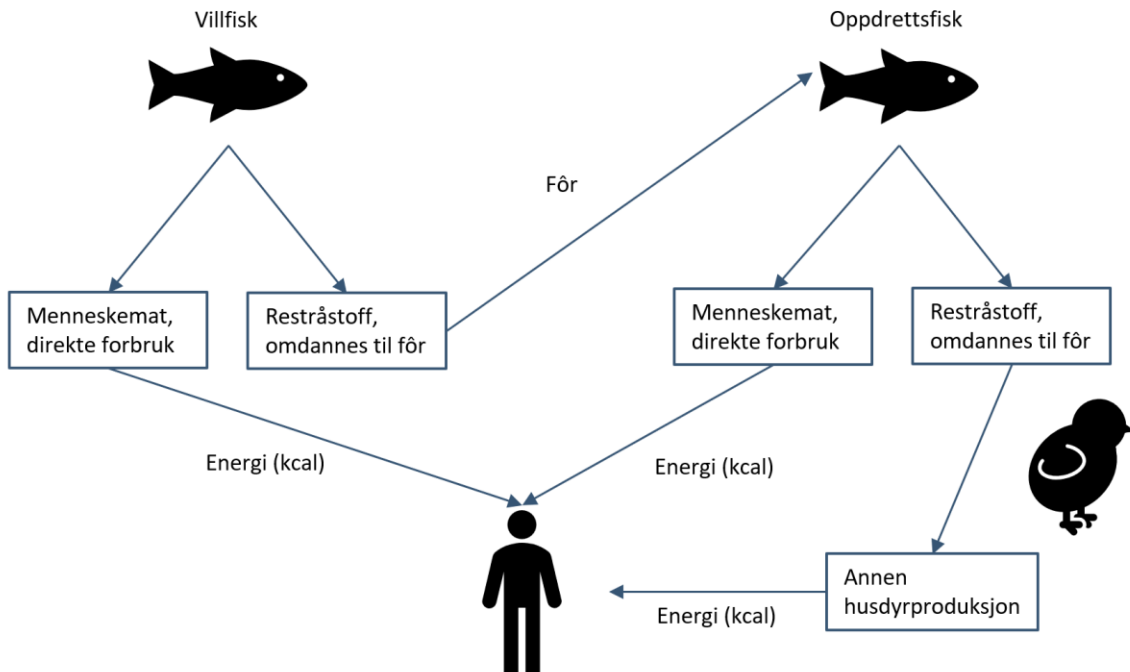 Villfisk
Oppdrettsfisk
Fôr
Menneskemat,
direkte forbruk
Restråstoff,
omdannes til fôr
Menneskemat,
direkte forbruk
Restråstoff,
omdannes til fôr
Energi (kcal)
Energi (kcal)
Annen
husdyrproduksjon
Energi (kcal)